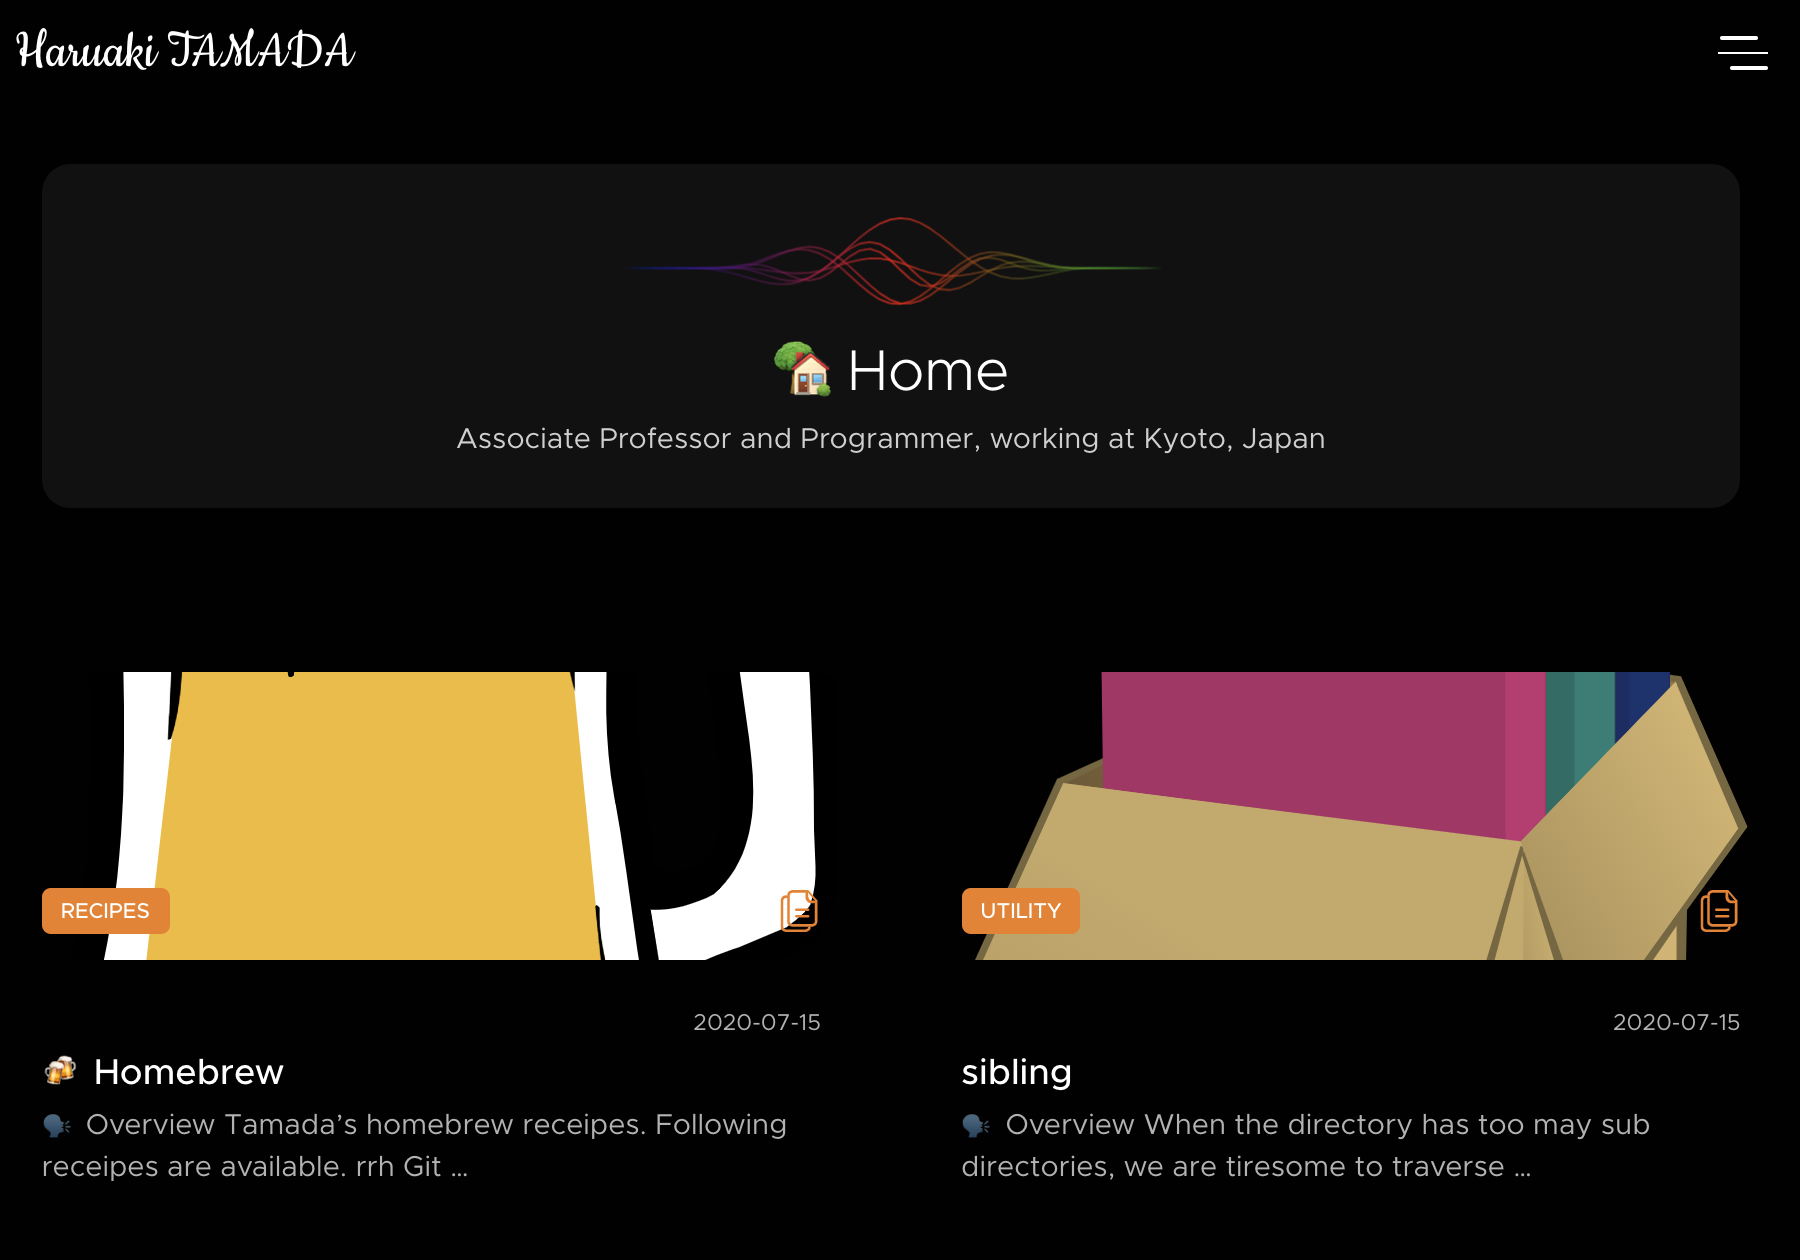 Haruaki TAMADA
🏡 Home
Associate Professor and Programmer, working at Kyoto, Japan
RECIPES
UTILITY
2020-07-15
🍻 Homebrew
🗣 Overview Tamada’s homebrew receipes. Following
receipes are available. rrh Git ...
2020-07-15
sibling
🗣 Overview When the directory has too may sub
directories, we are tiresome to traverse ...